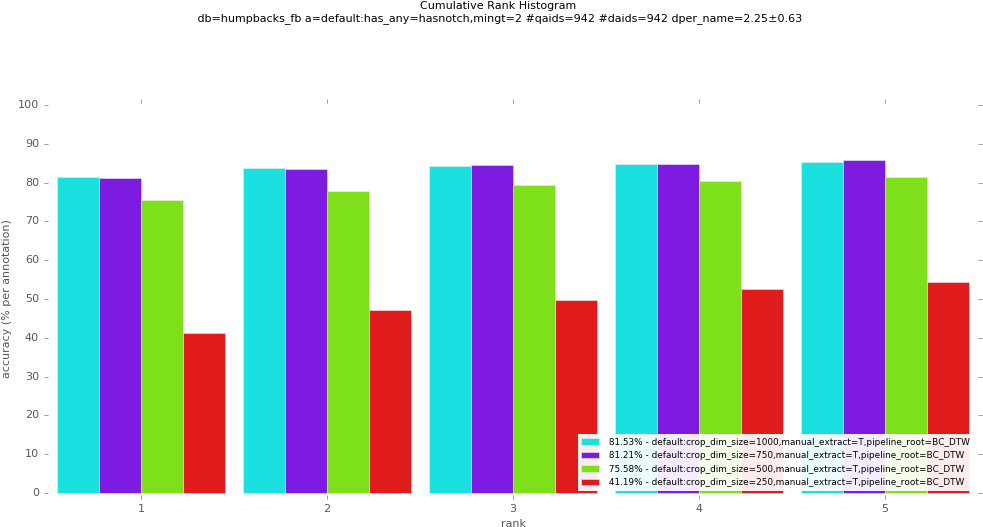 Cumulative Rank Histogram
db=humpbacks_fb a=default:has_any=hasnotch,mingt=2 #qaids=942 #daids=942 dper_name=2.25±0.63
100
90
80
70
60
50
40
30
20
10
0
accuracy (% per annotation)
81.53% - default:crop_dim_size=1000,manual_extract=T,pipeline_root=BC_DTW
81.21% - default:crop_dim_size=750,manual_extract=T,pipeline_root=BC_DTW
75.58% - default:crop_dim_size=500,manual_extract=T,pipeline_root=BC_DTW
41.19% - default:crop_dim_size=250,manual_extract=T,pipeline_root=BC_DTW
1 2 3 4 5
rank